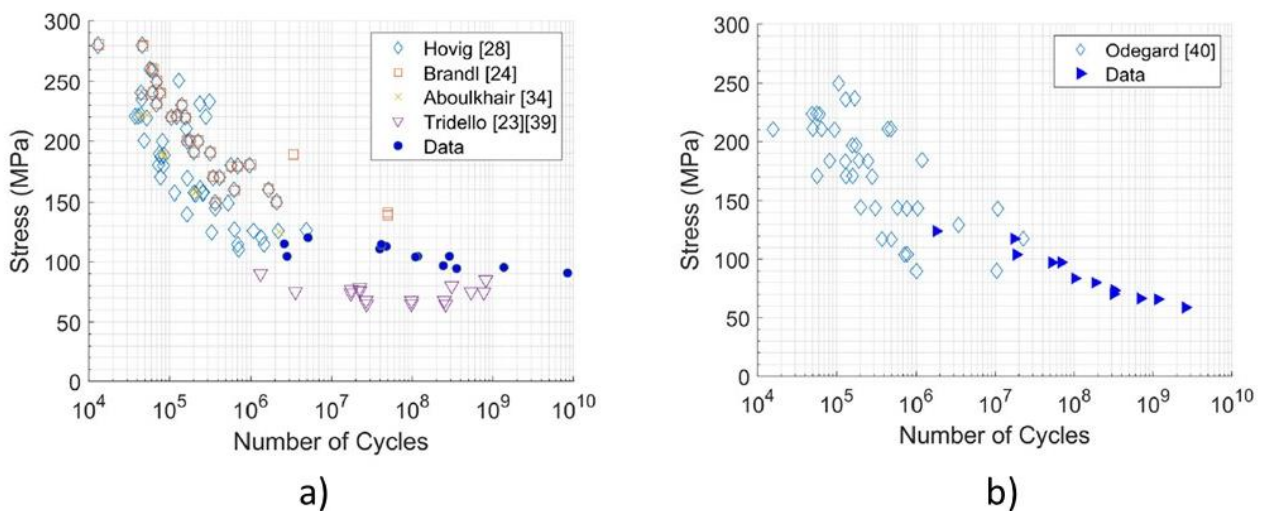 300
250
200
150
100
50
0
Stress (MPa)
Hovig [28]
Brandl [24]
Aboulkhair [34]
Tridello [23][39]
Data
10^4 10^5 10^6 10^7 10^8 10^9 10^10
Number of Cycles
a)
300
250
200
150
100
50
0
Stress (MPa)
Odegard [40]
Data
10^4 10^5 10^6 10^7 10^8 10^9 10^10
Number of Cycles
b)